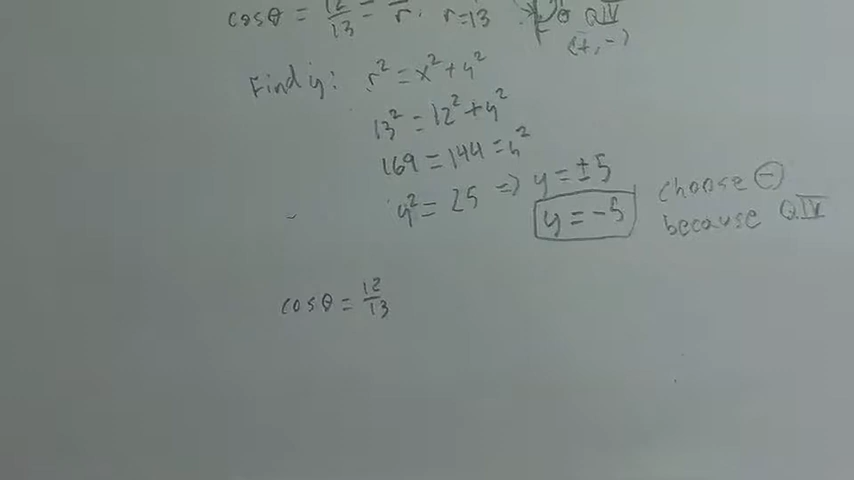 cosθ = 12/13 = r. r=13 θ QIV
(+,-)
Find y: r² = x² + y²
13² = 12² + y²
169 = 144 = y²
y² = 25 => y = ±5 choose ⊖
y = -5 because QIV
cosθ = 12/13